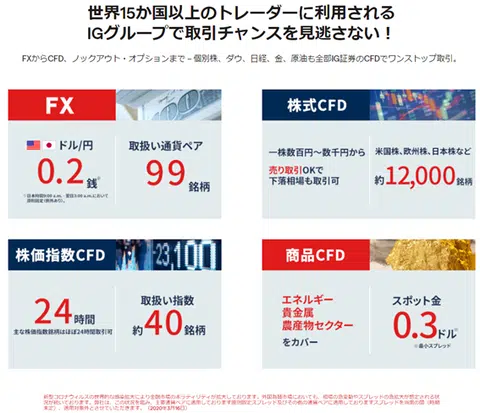 世界15か国以上のトレーダーに利用される
IGグループで取引チャンスを見逃さない！
FXからCFD、ノックアウト・オプションまで – 個別株、ダウ、日経、金、原油も全部IG証券のCFDでワンストップ取引。
FX
ドル/円
0.2銭※
取扱い通貨ペア
99銘柄
株式CFD
一株数百円～数千円から
売り取引OKで
下落相場も取引可
米国株、欧州株、日本株など
約12,000銘柄
株価指数CFD
23,100
24時間
主な株価指数銘柄はほぼ24時間取引可
取扱い指数
約40銘柄
商品CFD
エネルギー
貴金属
農産物セクター
をカバー
スポット金
0.3ドル※
※最小スプレッド
（2020年3月16日）